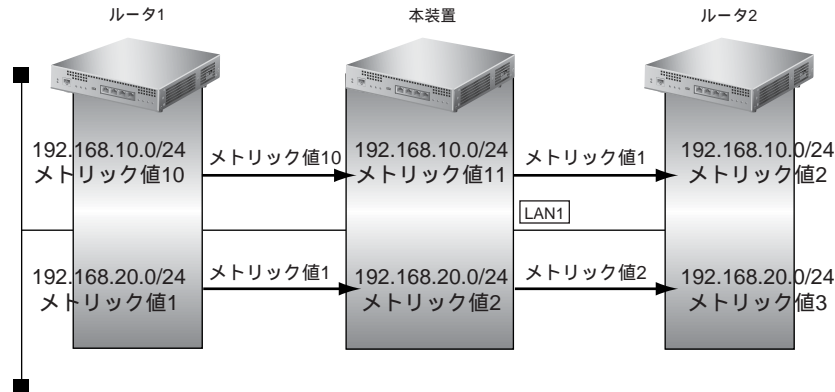 ルータ1
本装置
ルータ2
192.168.10.0/24
メトリック値10
メトリック値10
192.168.10.0/24
メトリック値11
メトリック値1
192.168.10.0/24
メトリック値2
LAN1
192.168.20.0/24
メトリック値1
メトリック値1
192.168.20.0/24
メトリック値2
メトリック値2
192.168.20.0/24
メトリック値3